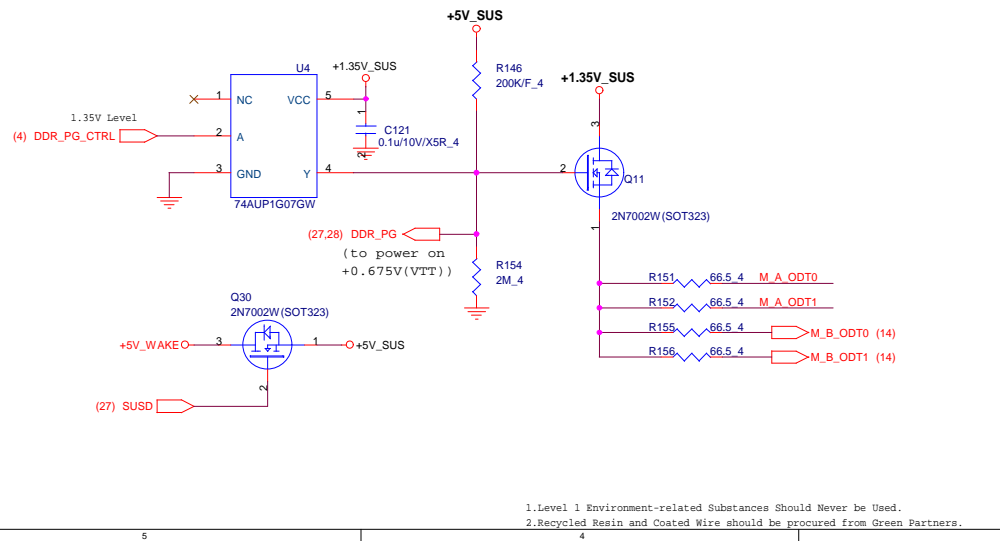 +5V_SUS
R146
200K/F_4
U4
+1.35V_SUS
+1.35V_SUS
1 NC
VCC 5
1
1.35V Level
(4) DDR_PG_CTRL
2 A
C121
0.1u/10V/X5R_4
2
3
3 GND
Y 4
2
Q11
74AUP1G07GW
2N7002W(SOT323)
1
(27,28) DDR_PG
(to power on
+0.675V(VTT))
R154
2M_4
R151 66.5_4 M_A_ODT0
R152 66.5_4 M_A_ODT1
R155 66.5_4 M_B_ODT0 (14)
R156 66.5_4 M_B_ODT1 (14)
Q30
2N7002W(SOT323)
+5V_WAKE 3 1 +5V_SUS
2
(27) SUSD
1.Level 1 Environment-related Substances Should Never be Used.
2.Recycled Resin and Coated Wire should be procured from Green Partners.
5 4